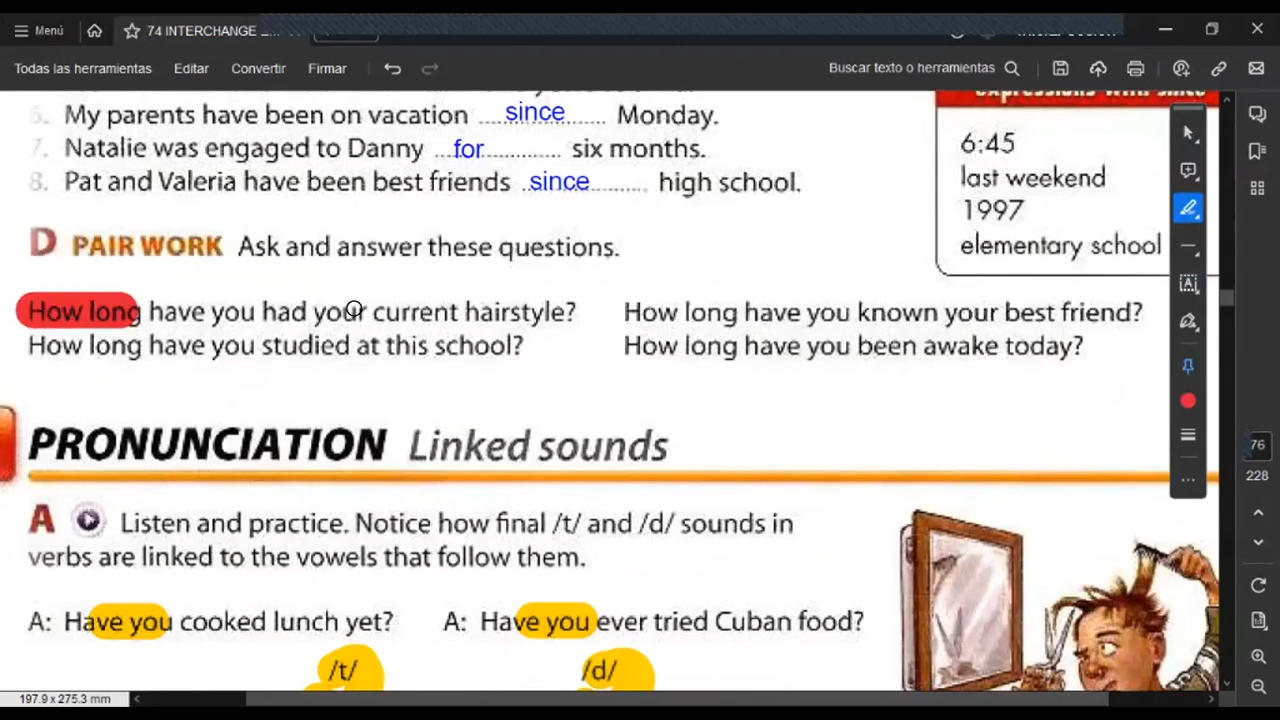 Menú
74 INTERCHANGE
Todas las herramientas
Editar
Convertir
Firmar
Buscar texto o herramientas
6. My parents have been on vacation since Monday.
7. Natalie was engaged to Danny for six months.
8. Pat and Valeria have been best friends since high school.
expressions with since
6:45
last weekend
1997
elementary school
D PAIR WORK Ask and answer these questions.
How long have you had your current hairstyle?
How long have you studied at this school?
How long have you known your best friend?
How long have you been awake today?
PRONUNCIATION Linked sounds
A Listen and practice. Notice how final /t/ and /d/ sounds in
verbs are linked to the vowels that follow them.
A: Have you cooked lunch yet?
/t/
A: Have you ever tried Cuban food?
/d/
76
228
197.9 x 275.3 mm